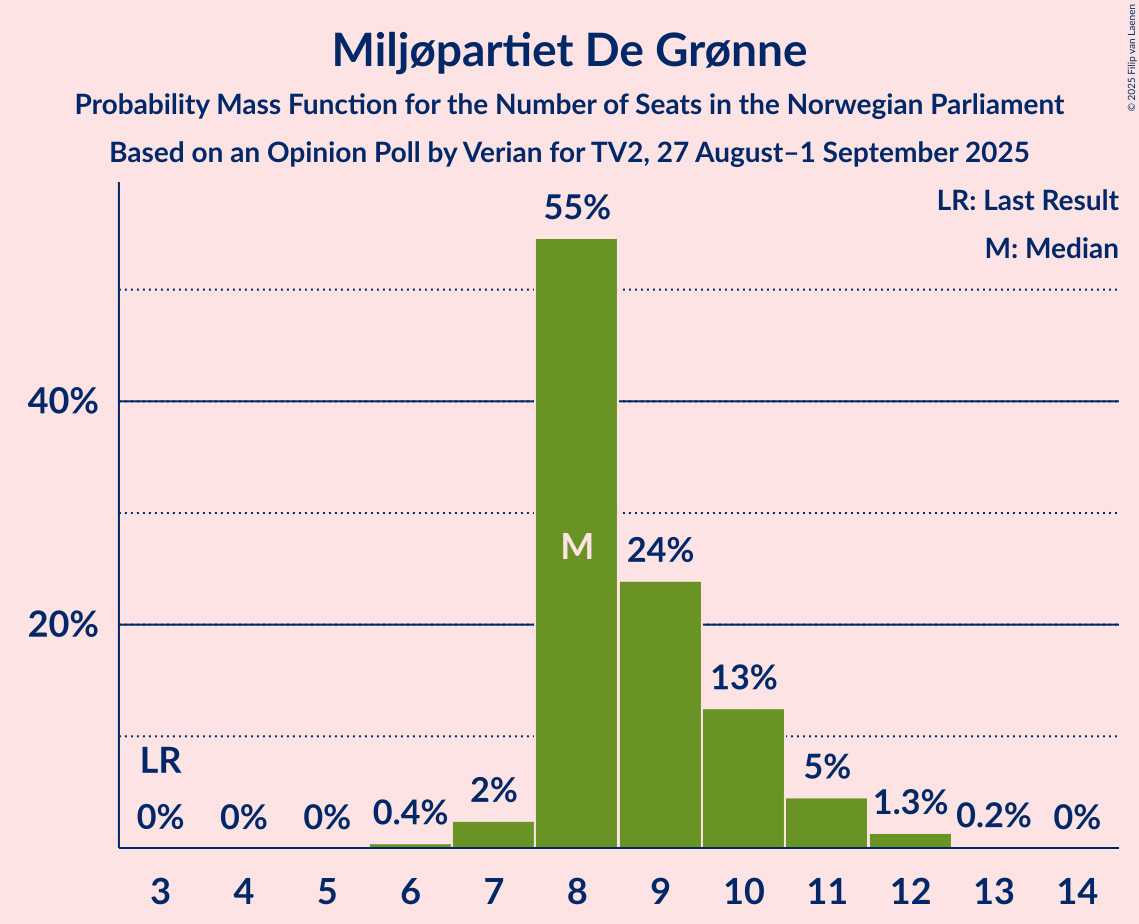 Miljøpartiet De Grønne
Probability Mass Function for the Number of Seats in the Norwegian Parliament
Based on an Opinion Poll by Verian for TV2, 27 August–1 September 2025
© 2025 Filip van Laenen
LR: Last Result
M: Median
55%
40%
M
24%
20%
13%
LR
5%
2%
1.3%
0% 0% 0% 0.4% 0.2% 0%
3 4 5 6 7 8 9 10 11 12 13 14